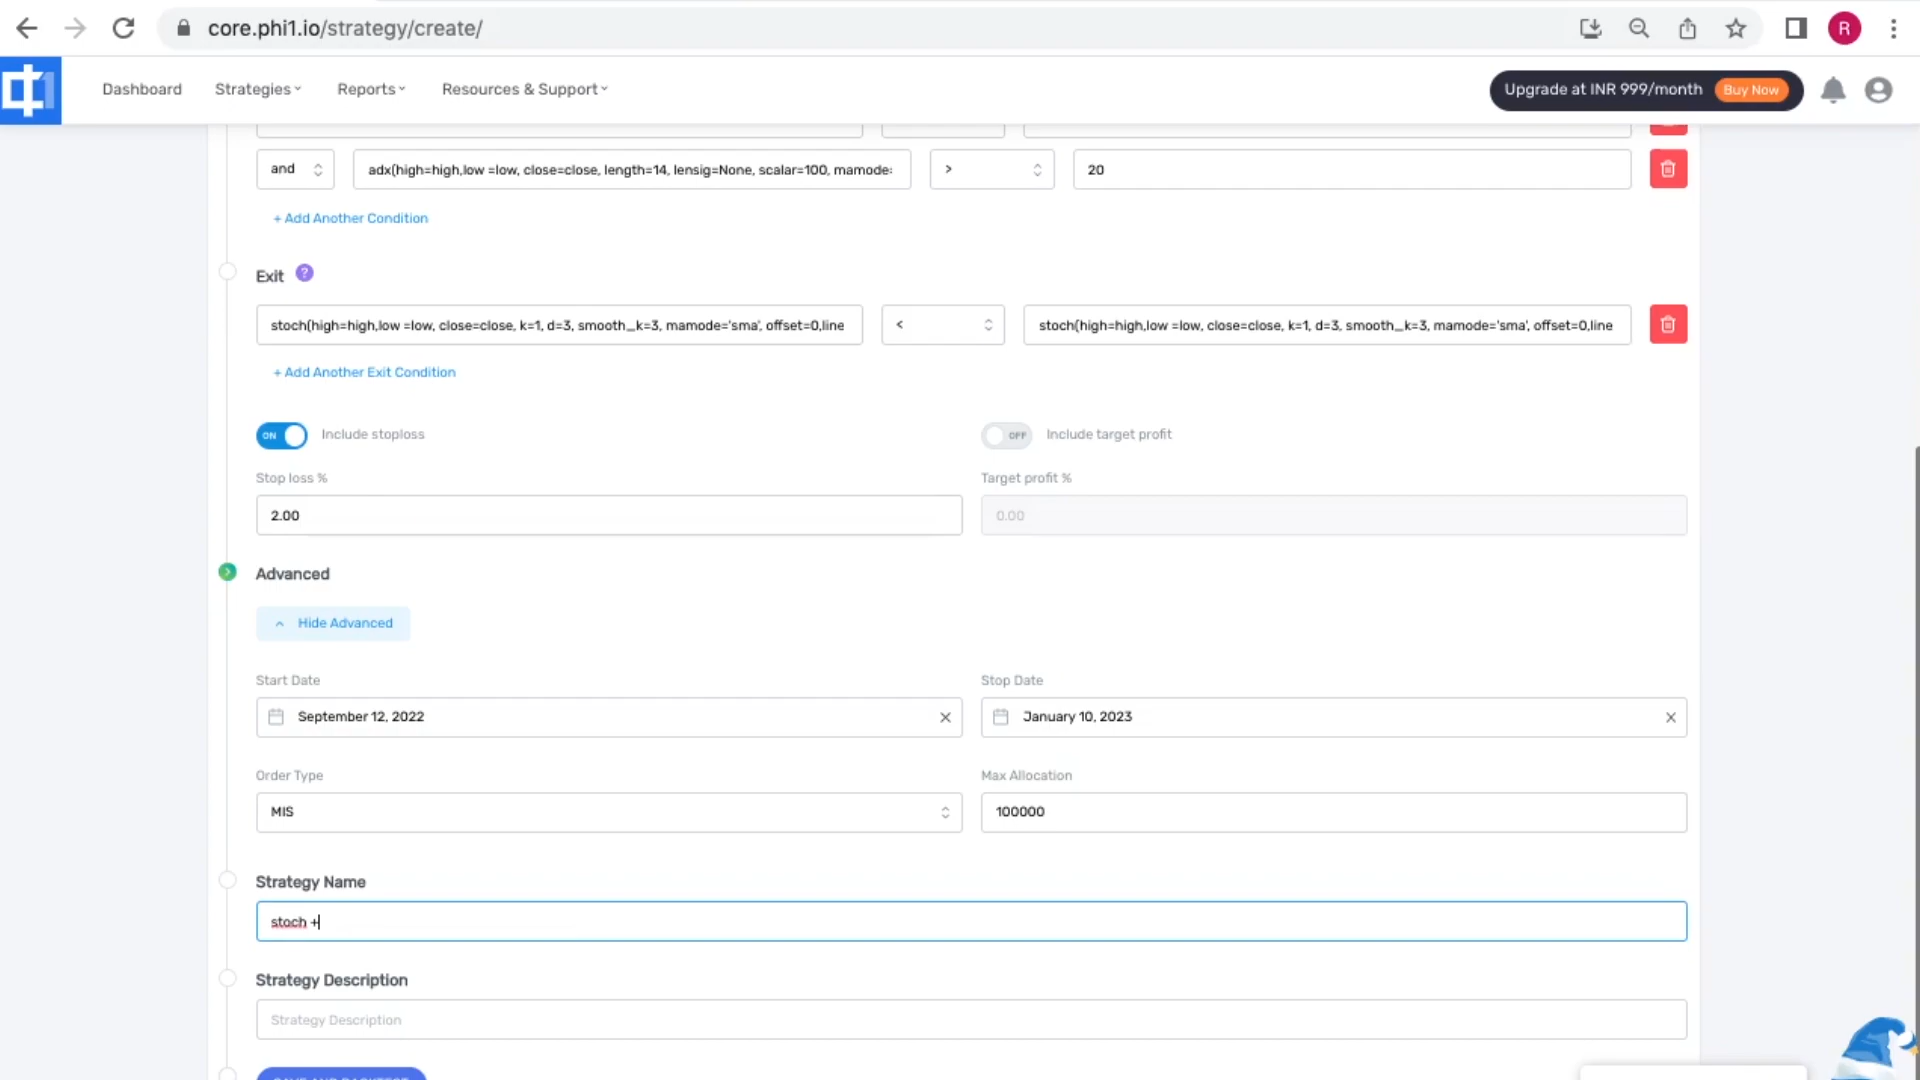 core.phi1.io/strategy/create/
R
Dashboard Strategies Reports Resources & Support Upgrade at INR 999/month Buy Now
and adx(high=high,low =low, close=close, length=14, lensig=None, scalar=100, mamode: > 20
+ Add Another Condition
Exit ?
stoch(high=high,low =low, close=close, k=1, d=3, smooth_k=3, mamode='sma', offset=0,line < stoch(high=high,low =low, close=close, k=1, d=3, smooth_k=3, mamode='sma', offset=0,line
+ Add Another Exit Condition
ON Include stoploss OFF Include target profit
Stop loss % Target profit %
2.00 0.00
Advanced
Hide Advanced
Start Date Stop Date
September 12, 2022 January 10, 2023
Order Type Max Allocation
MIS 100000
Strategy Name
stoch +
Strategy Description
Strategy Description